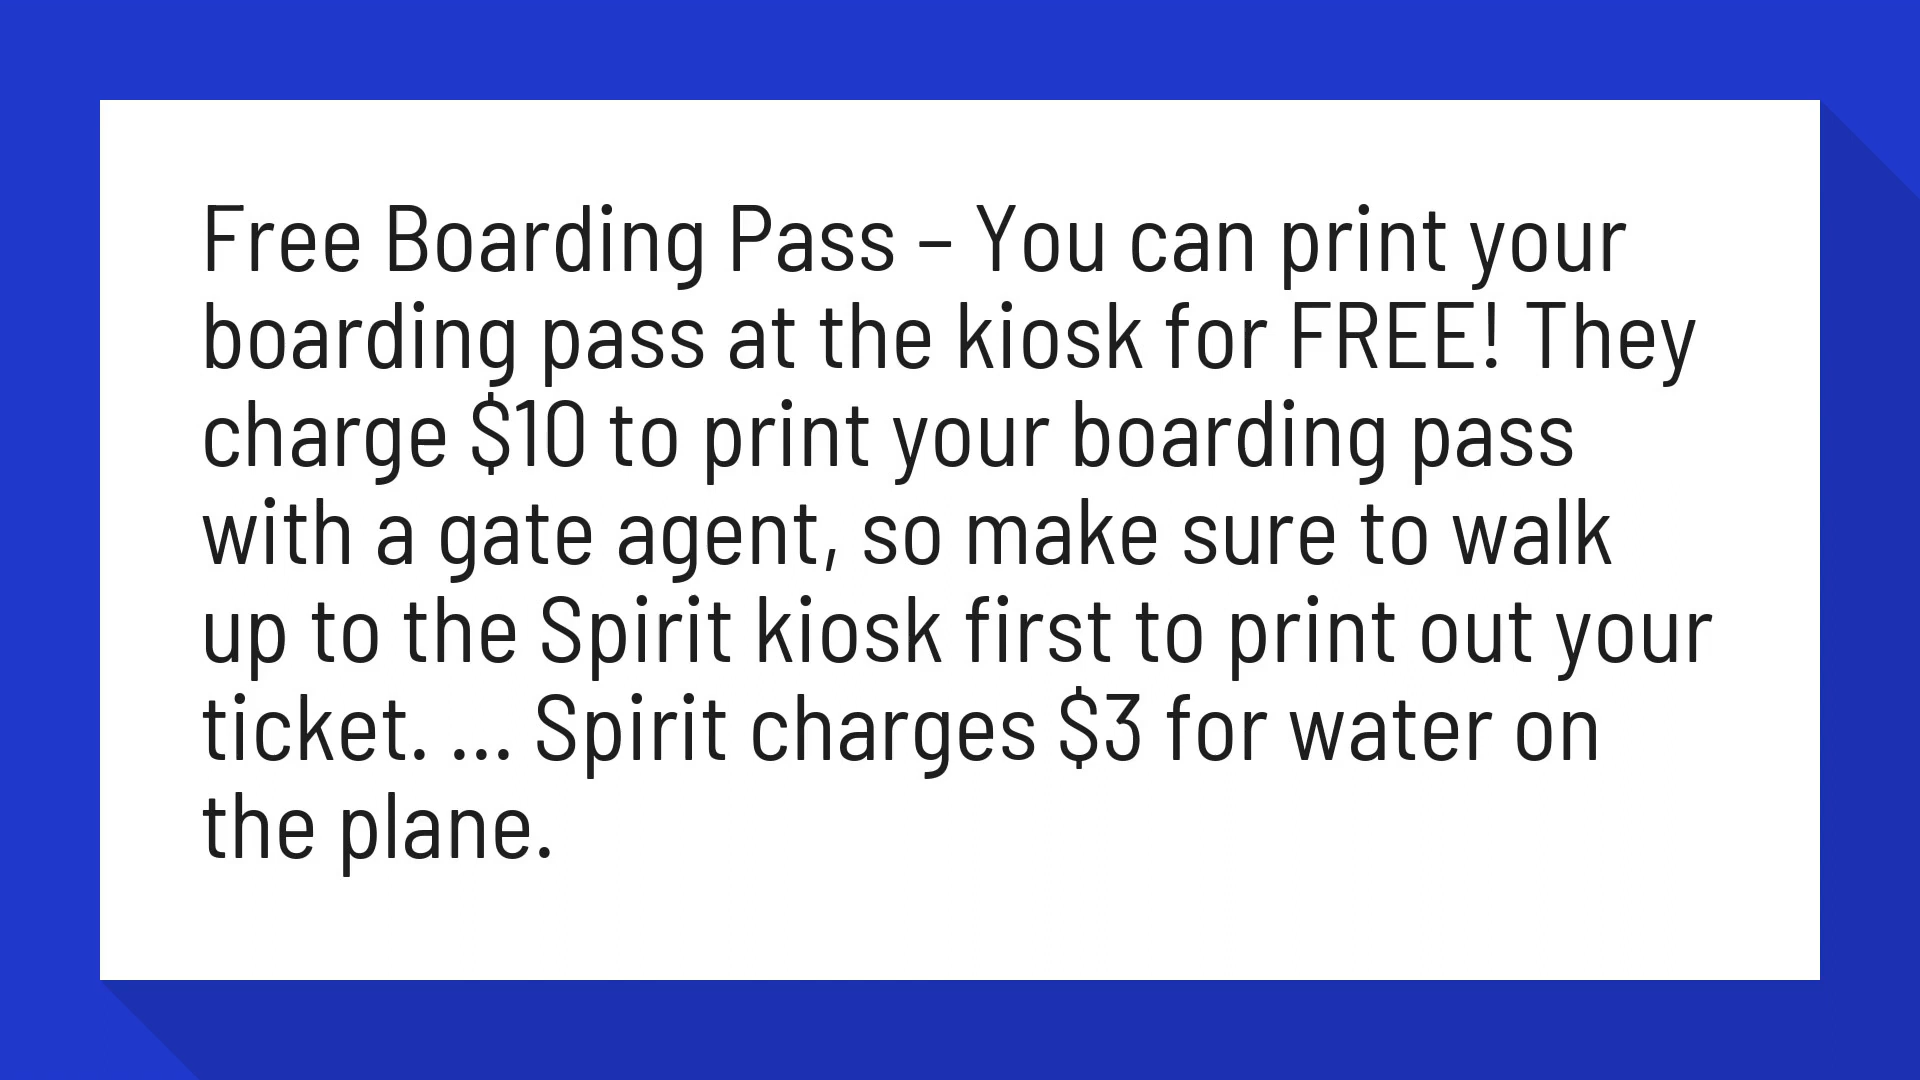 Free Boarding Pass – You can print your
boarding pass at the kiosk for FREE! They
charge $10 to print your boarding pass
with a gate agent, so make sure to walk
up to the Spirit kiosk first to print out your
ticket. ... Spirit charges $3 for water on
the plane.